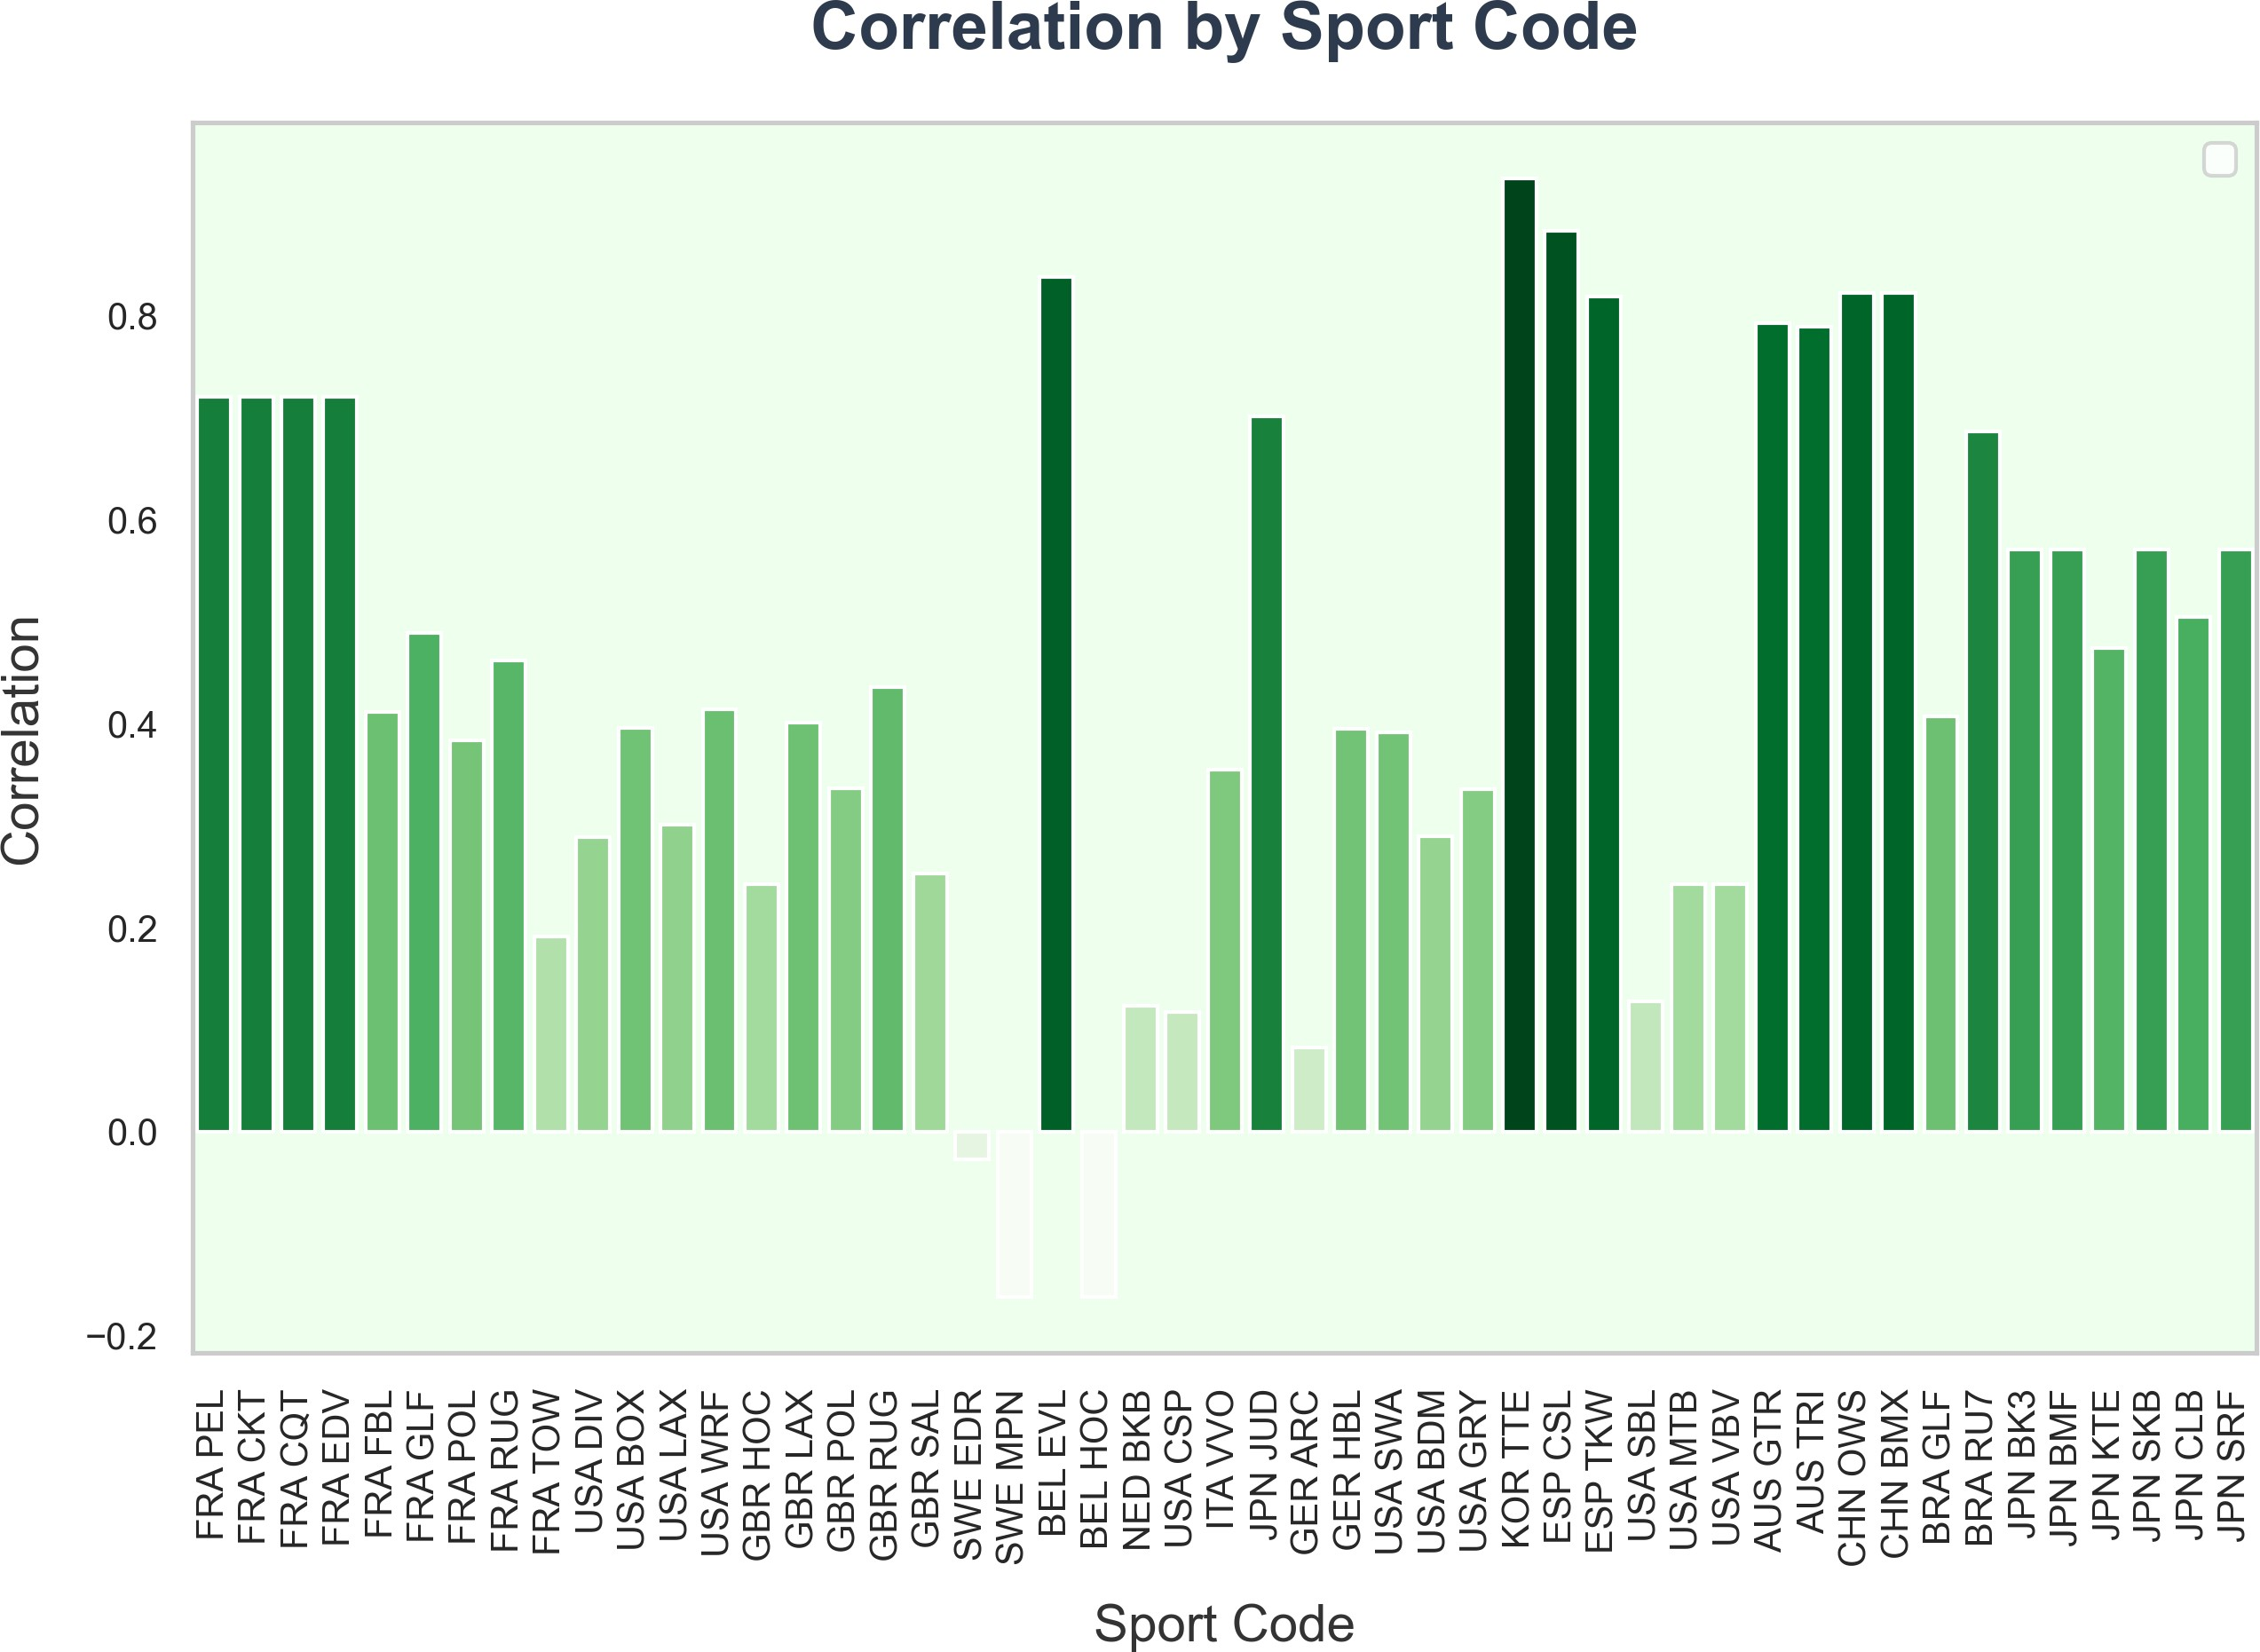 Correlation by Sport Code
Correlation
0.8
0.6
0.4
0.2
0.0
−0.2
FRA PEL
FRA CKT
FRA CQT
FRA EDV
FRA FBL
FRA GLF
FRA POL
FRA RUG
FRA TOW
USA DIV
USA BOX
USA LAX
USA WRF
GBR HOC
GBR LAX
GBR POL
GBR RUG
GBR SAL
SWE EDR
SWE MPN
BEL EVL
BEL HOC
NED BKB
USA CSP
ITA VVO
JPN JUD
GER ARC
GER HBL
USA SWA
USA BDM
USA GRY
KOR TTE
ESP CSL
ESP TKW
USA SBL
USA MTB
USA VBV
AUS GTR
AUS TRI
CHN OWS
CHN BMX
BRA GLF
BRA RU7
JPN BK3
JPN BMF
JPN KTE
JPN SKB
JPN CLB
JPN SRF
Sport Code